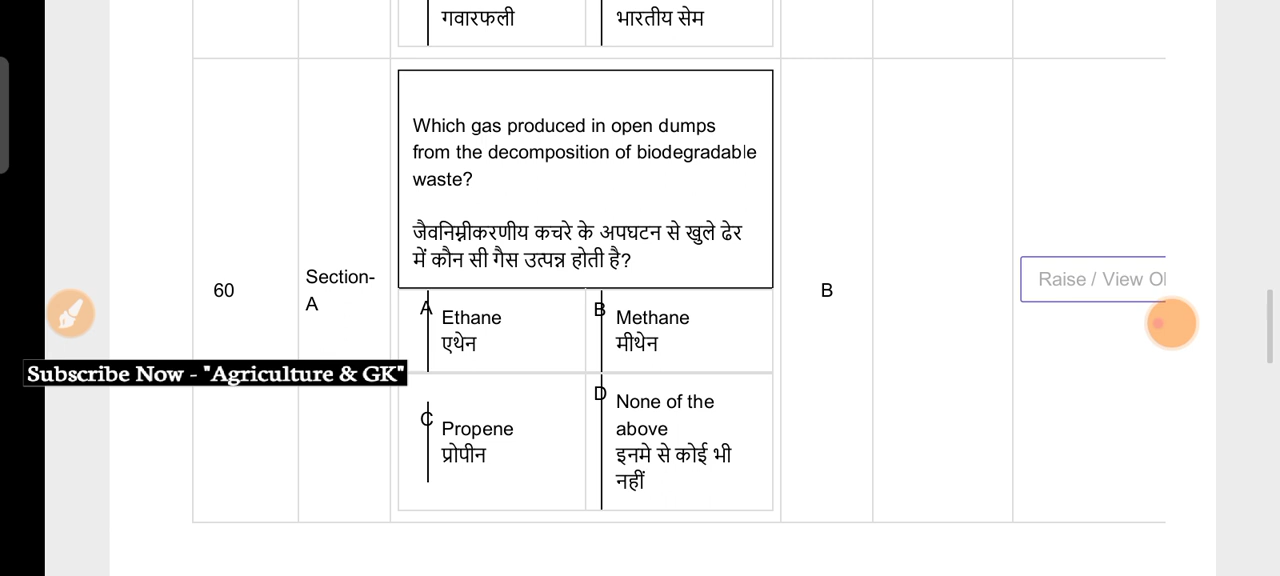 गवारफली
भारतीय सेम
Which gas produced in open dumps
from the decomposition of biodegradable
waste?
जैवनिम्नीकरणीय कचरे के अपघटन से खुले ढेर
में कौन सी गैस उत्पन्न होती है?
60
Section-
A
A
Ethane
एथेन
B
Methane
मीथेन
C
Propene
प्रोपीन
D
None of the
above
इनमे से कोई भी
नहीं
B
Raise / View Ol
Subscribe Now - "Agriculture & GK"